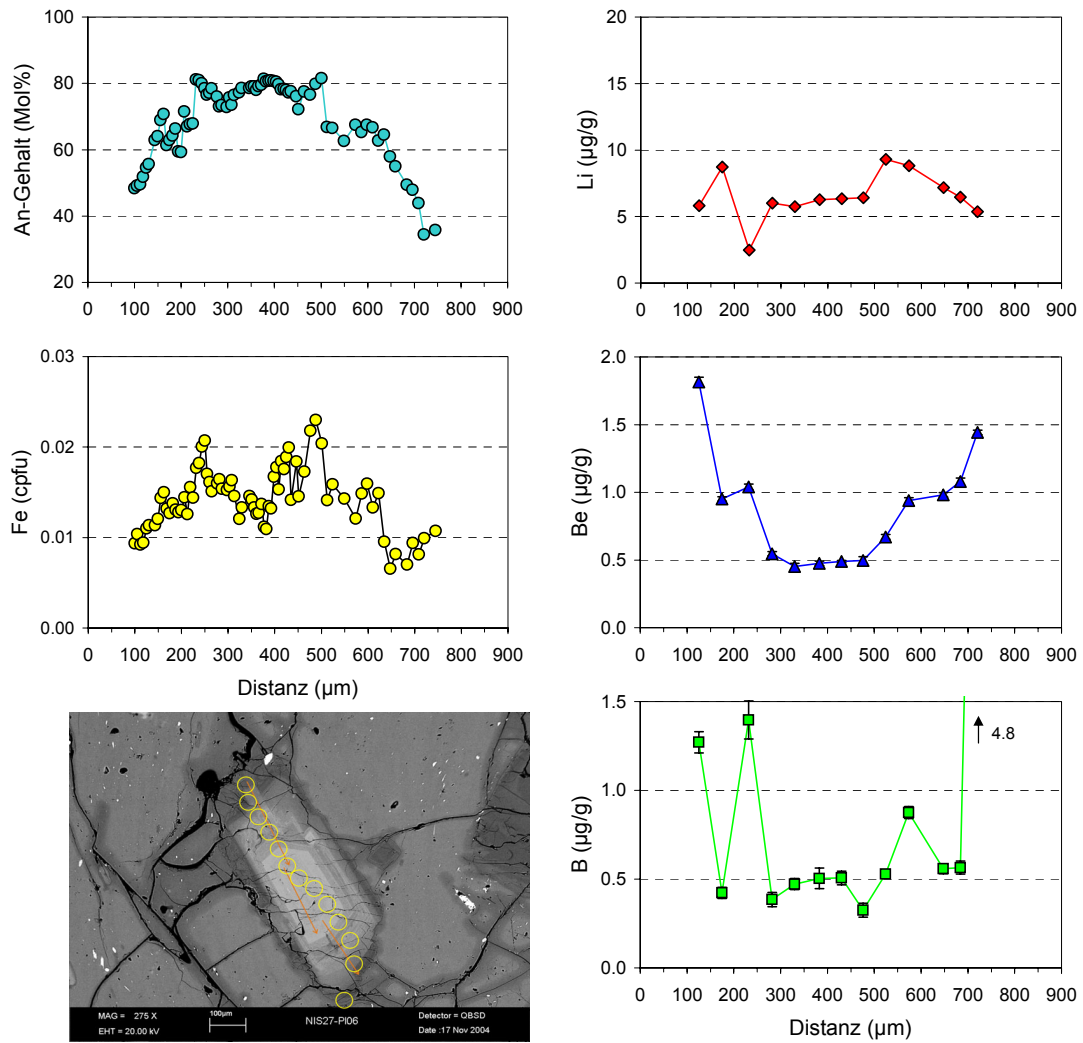 100
80
60
40
20
An-Gehalt (Mol%)
0 100 200 300 400 500 600 700 800 900
20
15
10
5
0
Li (µg/g)
0 100 200 300 400 500 600 700 800 900
0.03
0.02
0.01
0.00
Fe (cpfu)
0 100 200 300 400 500 600 700 800 900
Distanz (µm)
2.0
1.5
1.0
0.5
0.0
Be (µg/g)
0 100 200 300 400 500 600 700 800 900
1.5
1.0
0.5
0.0
B (µg/g)
4.8
0 100 200 300 400 500 600 700 800 900
Distanz (µm)
MAG = 275 X
EHT = 20.00 kV
100µm
NIS27-Pl06
Detector = QBSD
Date :17 Nov 2004